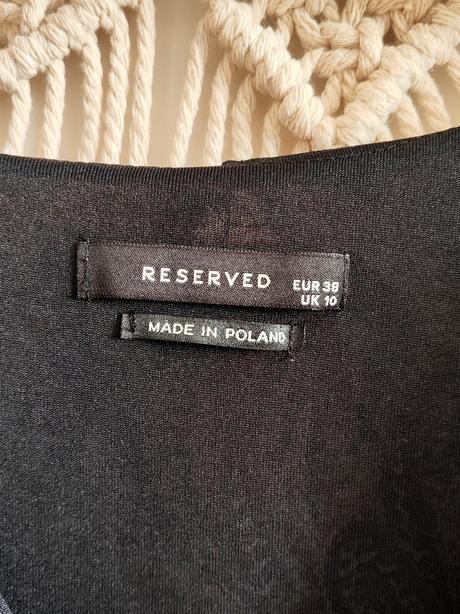 RESERVED
EUR 38
UK 10
MADE IN POLAND